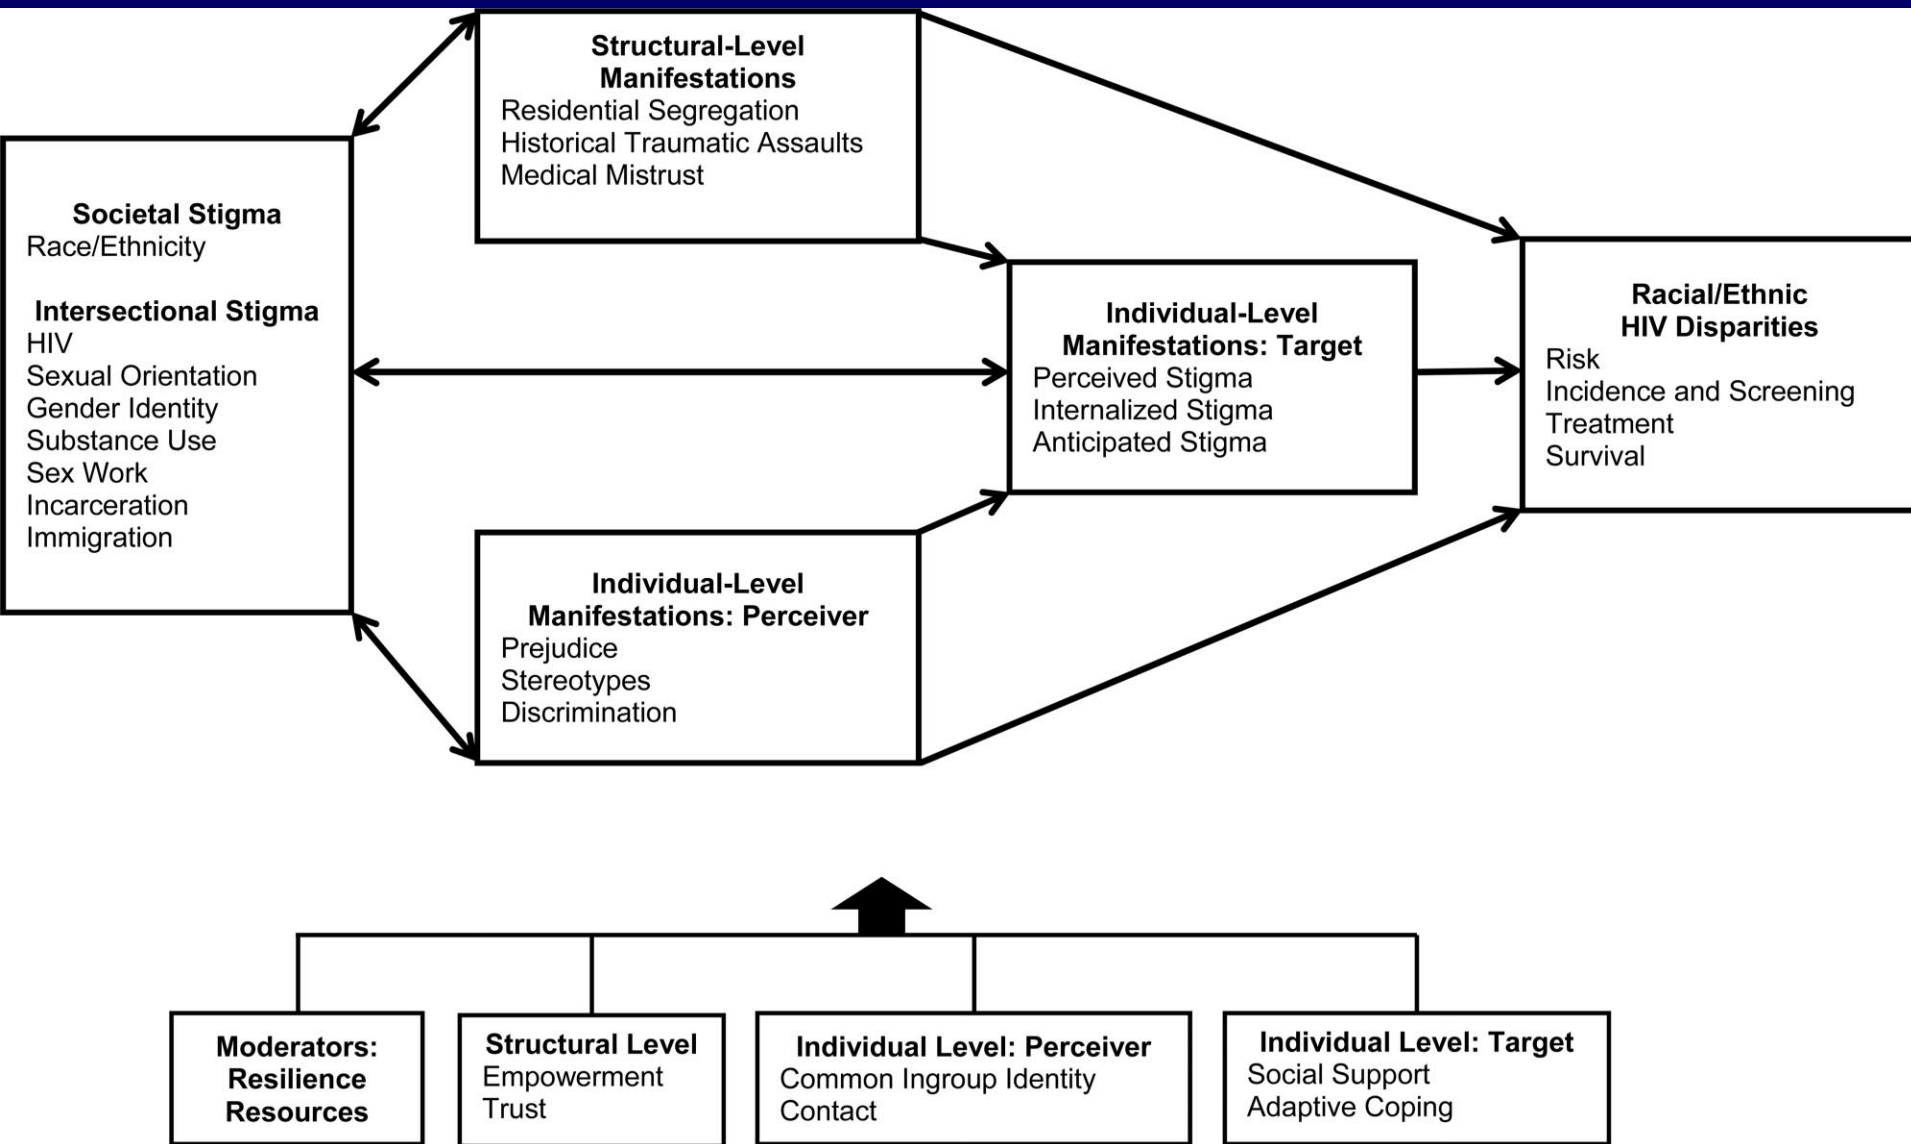 Structural-Level
Manifestations
Residential Segregation
Historical Traumatic Assaults
Medical Mistrust
Societal Stigma
Race/Ethnicity
Intersectional Stigma
HIV
Sexual Orientation
Gender Identity
Substance Use
Sex Work
Incarceration
Immigration
Individual-Level
Manifestations: Target
Perceived Stigma
Internalized Stigma
Anticipated Stigma
Racial/Ethnic
HIV Disparities
Risk
Incidence and Screening
Treatment
Survival
Individual-Level
Manifestations: Perceiver
Prejudice
Stereotypes
Discrimination
Moderators:
Resilience
Resources
Structural Level
Empowerment
Trust
Individual Level: Perceiver
Common Ingroup Identity
Contact
Individual Level: Target
Social Support
Adaptive Coping